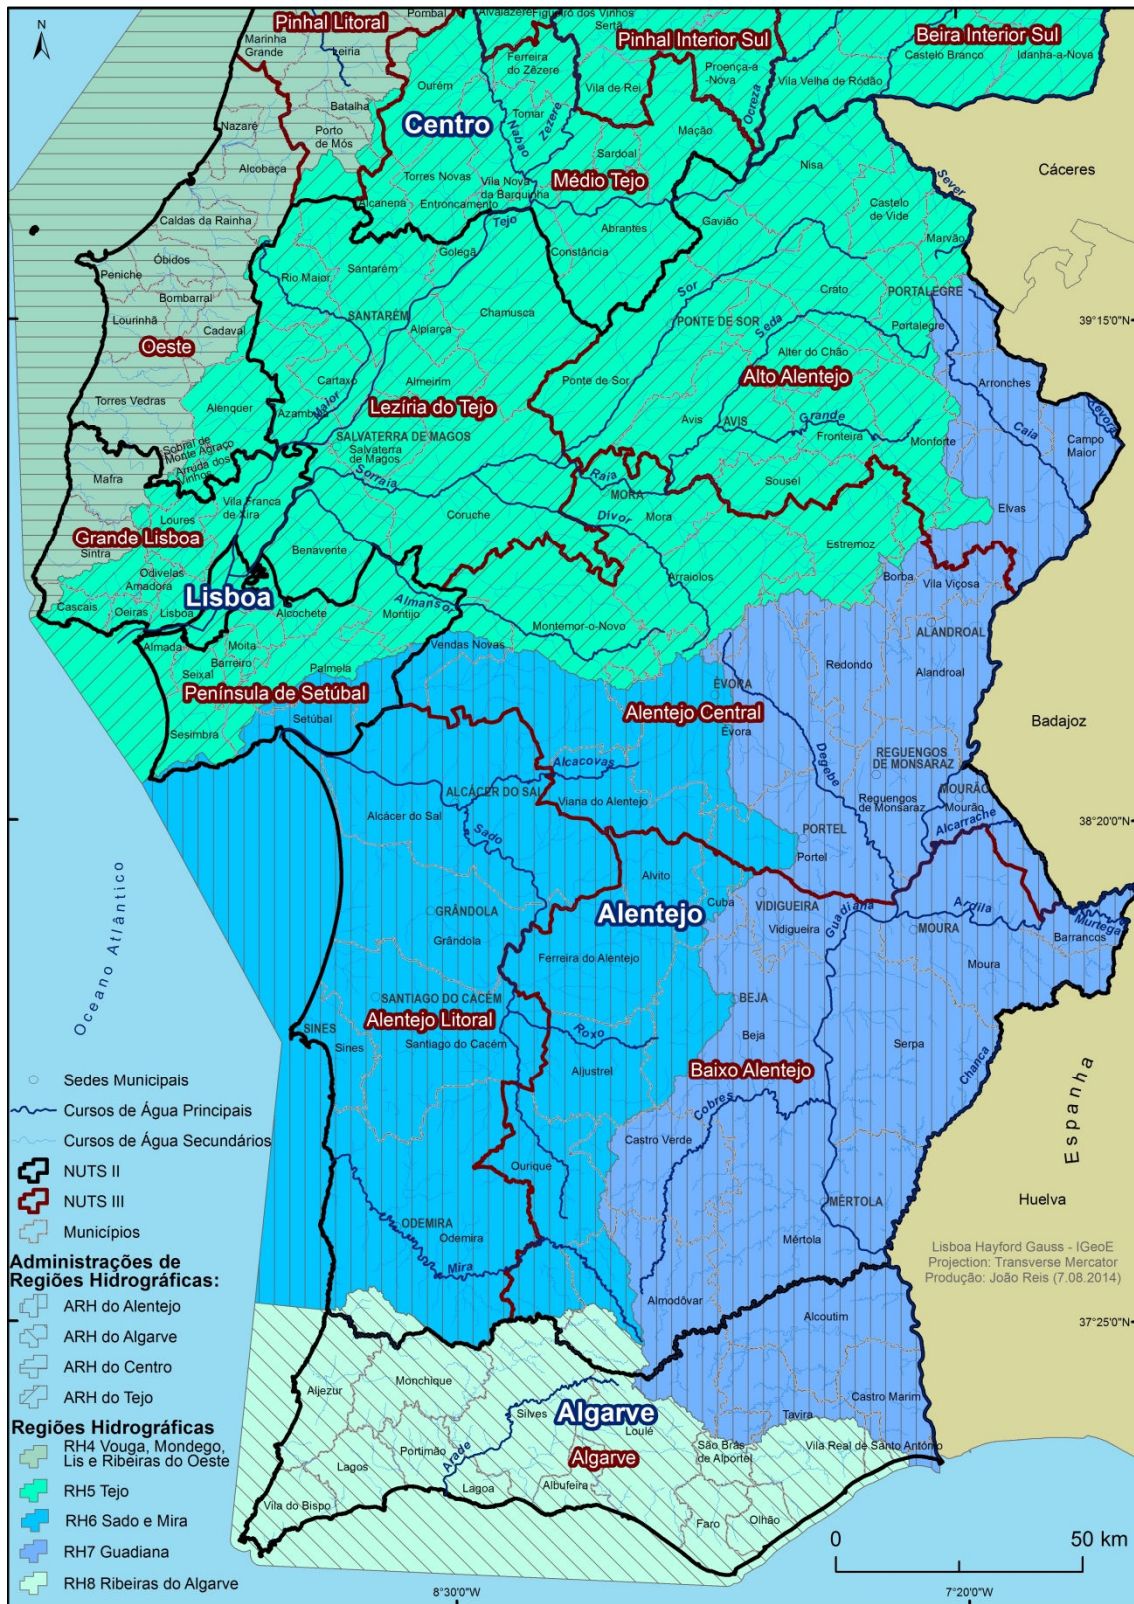 N
Pinhal Litoral
Pombal
Alvaiázere
Figueiró dos Vinhos
Sertã
Pinhal Interior Sul
Beira Interior Sul
Marinha
Grande
Leiria
Ferreira
do Zêzere
Proença-a
-Nova
Castelo Branco
Idanha-a-Nova
Vila Velha de Ródão
Ourém
Vila de Rei
Batalha
Centro
Tomar
Nabao
Zezere
Ocreza
Nazaré
Porto
de Mós
Mação
Sardoal
Alcobaça
Torres Novas
Vila Nova
da Barquinha
Médio Tejo
Nisa
Sever
Cáceres
Alcanena
Entroncamento
Castelo
de Vide
Caldas da Rainha
Tejo
Abrantes
Gavião
Marvão
Golegã
Constância
Óbidos
Peniche
Rio Maior
Santarém
Crato
PORTALEGRE
Bombarral
Sor
Chamusca
Lourinhã
Cadaval
SANTARÉM
Alpiarça
PONTE DE SOR
Seda
Portalegre
39°15'0"N
Oeste
Alter do Chão
Cartaxo
Almeirim
Ponte de Sor
Alto Alentejo
Arronches
Torres Vedras
Alenquer
Azambuja
Maior
Lezíria do Tejo
Avis
AVIS
Grande
Xevora
Caia
Campo
Maior
Sobral de
Monte Agraço
SALVATERRA DE MAGOS
Salvaterra
de Magos
Fronteira
Monforte
Mafra
Arruda dos
Vinhos
Sorraia
Raia
Sousel
Vila Franca
de Xira
MORA
Elvas
Loures
Coruche
Divor
Mora
Grande Lisboa
Sintra
Benavente
Estremoz
Odivelas
Amadora
Arraiolos
Borba
Vila Viçosa
Cascais
Oeiras
Lisboa
Lisboa
Alcochete
Almansor
Montijo
Montemor-o-Novo
ALANDROAL
Almada
Moita
Barreiro
Seixal
Palmela
Vendas Novas
Redondo
Alandroal
Península de Setúbal
ÉVORA
Setúbal
Alentejo Central
Évora
Badajoz
Sesimbra
Degebe
REGUENGOS
DE MONSARAZ
Alcacovas
ALCÁCER DO SAL
Viana do Alentejo
Reguengos
de Monsaraz
MOURÃO
Mourão
Alcácer do Sal
Sado
PORTEL
Alcarrache
38°20'0"N
Portel
Oceano Atlântico
Alvito
Cuba
VIDIGUEIRA
Vidigueira
Guadiana
Ardila
GRÂNDOLA
Alentejo
MOURA
Murtega
Barrancos
Grândola
Ferreira do Alentejo
Moura
SANTIAGO DO CACÉM
BEJA
Alentejo Litoral
SINES
Roxo
Beja
Sines
Santiago do Cacém
Serpa
Chanca
Aljustrel
Baixo Alentejo
Espanha
Cobres
Castro Verde
Ourique
MÉRTOLA
Huelva
ODEMIRA
Odemira
Mértola
Mira
Lisboa Hayford Gauss - IGeoE
Projection: Transverse Mercator
Produção: João Reis (7.08.2014)
Almodôvar
Alcoutim
37°25'0"N
Aljezur
Monchique
Castro Marim
Silves
Algarve
Tavira
Loulé
Portimão
Arade
São Brás
de Alportel
Vila Real de Santo António
Lagos
Algarve
Lagoa
Albufeira
Vila do Bispo
Faro
Olhão
Sedes Municipais
Cursos de Água Principais
Cursos de Água Secundários
NUTS II
NUTS III
Municípios
Administrações de
Regiões Hidrográficas:
ARH do Alentejo
ARH do Algarve
ARH do Centro
ARH do Tejo
Regiões Hidrográficas
RH4 Vouga, Mondego,
Lis e Ribeiras do Oeste
RH5 Tejo
RH6 Sado e Mira
RH7 Guadiana
RH8 Ribeiras do Algarve
0 50 km
8°30'0"W
7°20'0"W